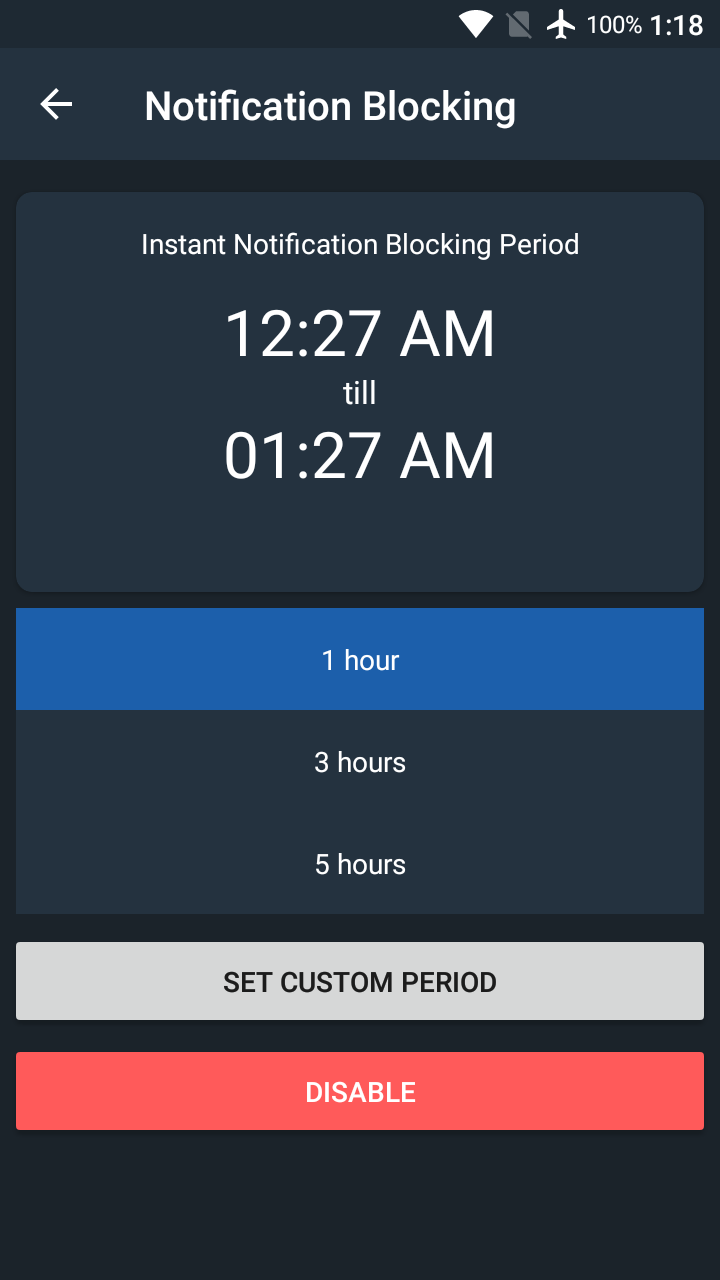 100% 1:18
Notification Blocking
Instant Notification Blocking Period
12:27 AM
till
01:27 AM
1 hour
3 hours
5 hours
SET CUSTOM PERIOD
DISABLE